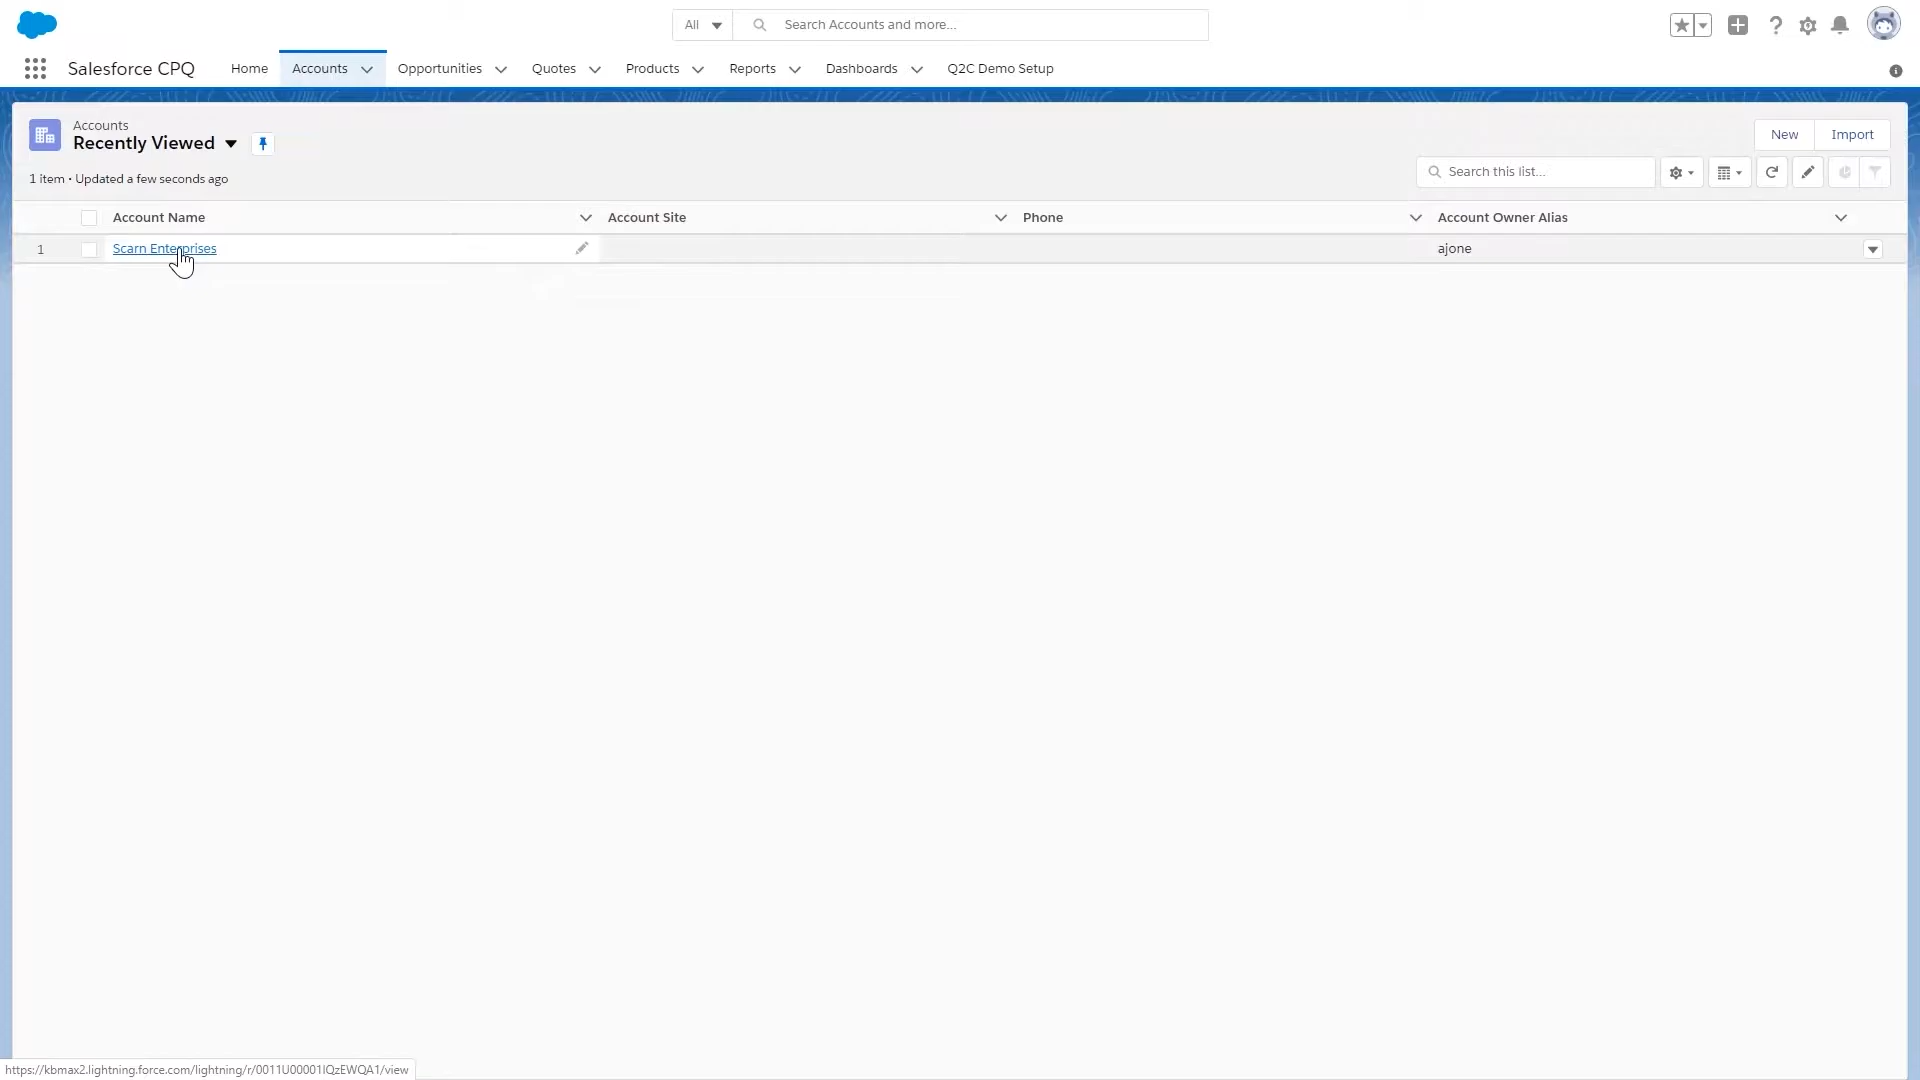 All
Search Accounts and more...
Salesforce CPQ
Home
Accounts
Opportunities
Quotes
Products
Reports
Dashboards
Q2C Demo Setup
Accounts
Recently Viewed
New
Import
1 item • Updated a few seconds ago
Search this list...
Account Name
Account Site
Phone
Account Owner Alias
1
Scarn Enterprises
ajone
https://kbmax2.lightning.force.com/lightning/r/0011U00001IQzEWQA1/view